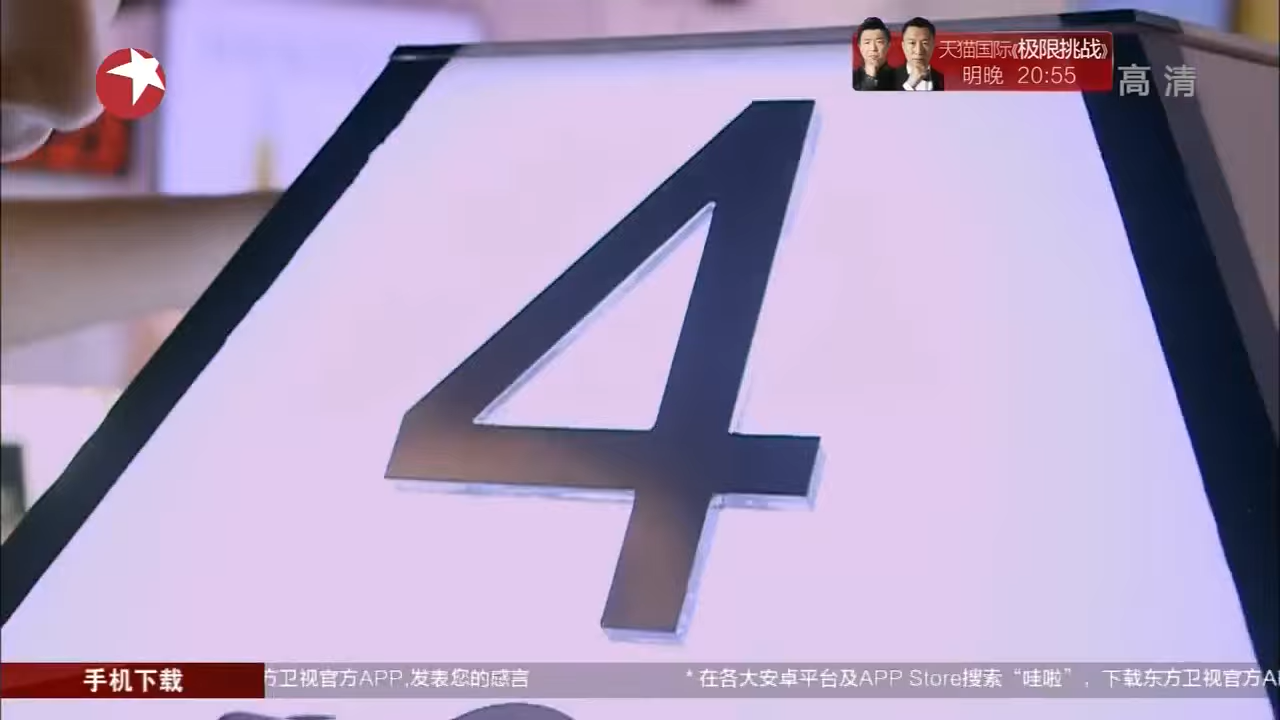 天猫国际《极限挑战》
明晚 20:55
高清
4
手机下载
方卫视官方APP,发表您的感言
* 在各大安卓平台及APP Store搜索“哇啦”, 下载东方卫视官方A